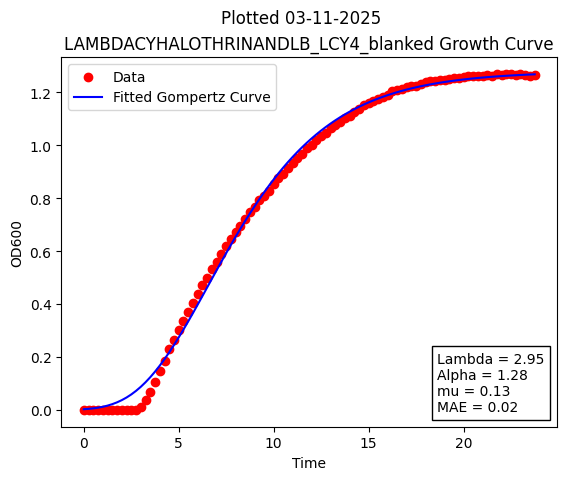 Plotted 03-11-2025
LAMBDACYHALOTHRINANDLB_LCY4_blanked Growth Curve
Data
Fitted Gompertz Curve
OD600
1.2
1.0
0.8
0.6
0.4
0.2
0.0
Lambda = 2.95
Alpha = 1.28
mu = 0.13
MAE = 0.02
0 5 10 15 20
Time